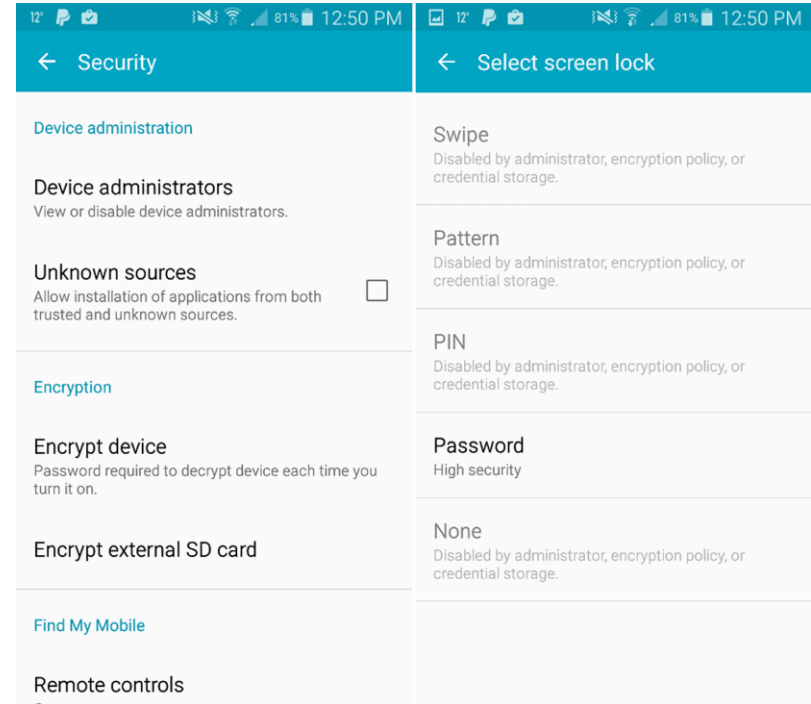 12°
81%
12:50 PM
Security
Device administration
Device administrators
View or disable device administrators.
Unknown sources
Allow installation of applications from both
trusted and unknown sources.
Encryption
Encrypt device
Password required to decrypt device each time you
turn it on.
Encrypt external SD card
Find My Mobile
Remote controls
12°
81%
12:50 PM
Select screen lock
Swipe
Disabled by administrator, encryption policy, or
credential storage.
Pattern
Disabled by administrator, encryption policy, or
credential storage.
PIN
Disabled by administrator, encryption policy, or
credential storage.
Password
High security
None
Disabled by administrator, encryption policy, or
credential storage.